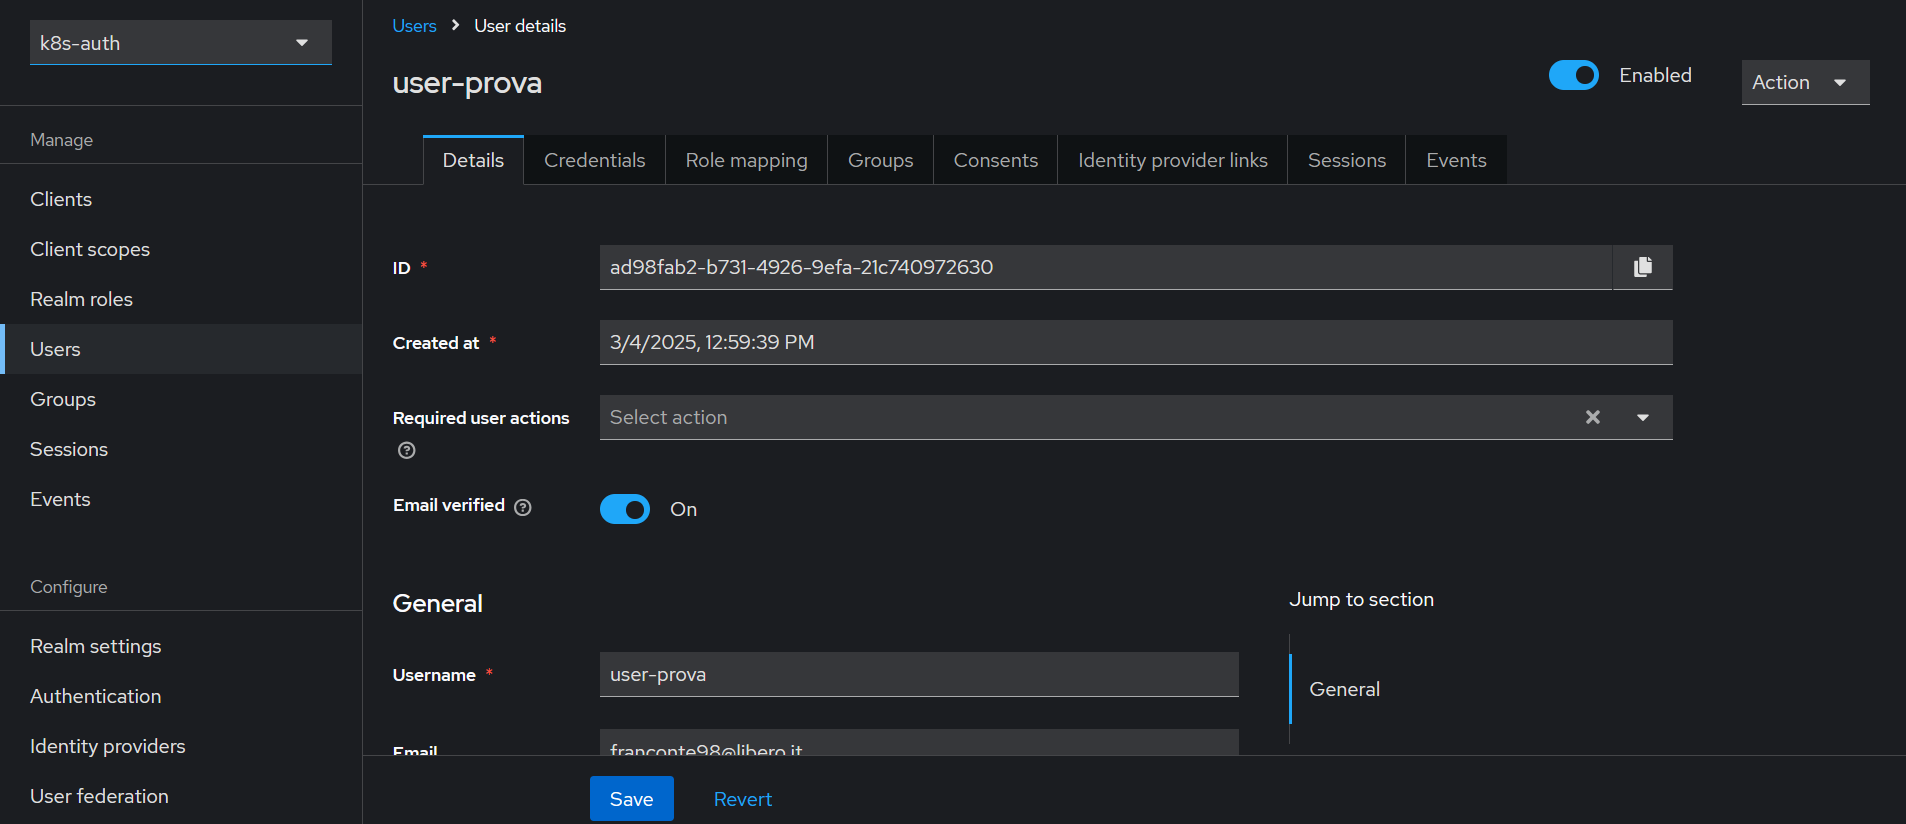 k8s-auth
Manage
Clients
Client scopes
Realm roles
Users
Groups
Sessions
Events
Configure
Realm settings
Authentication
Identity providers
User federation
Users > User details
user-prova
Enabled
Action
Details Credentials Role mapping Groups Consents Identity provider links Sessions Events
ID * ad98fab2-b731-4926-9efa-21c740972630
Created at * 3/4/2025, 12:59:39 PM
Required user actions Select action
Email verified On
General
Username * user-prova
Email franconte98@libero.it
Jump to section
General
Save Revert